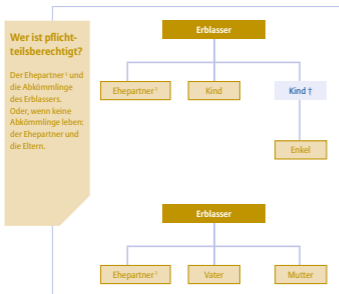 Wer ist pflicht-
teilsberechtigt?
Der Ehepartner¹ und
die Abkömmlinge
des Erblassers.
Oder, wenn keine
Abkömmlinge leben:
der Ehepartner und
die Eltern.
Erblasser
Ehepartner¹
Kind
Kind †
Enkel
Erblasser
Ehepartner¹
Vater
Mutter